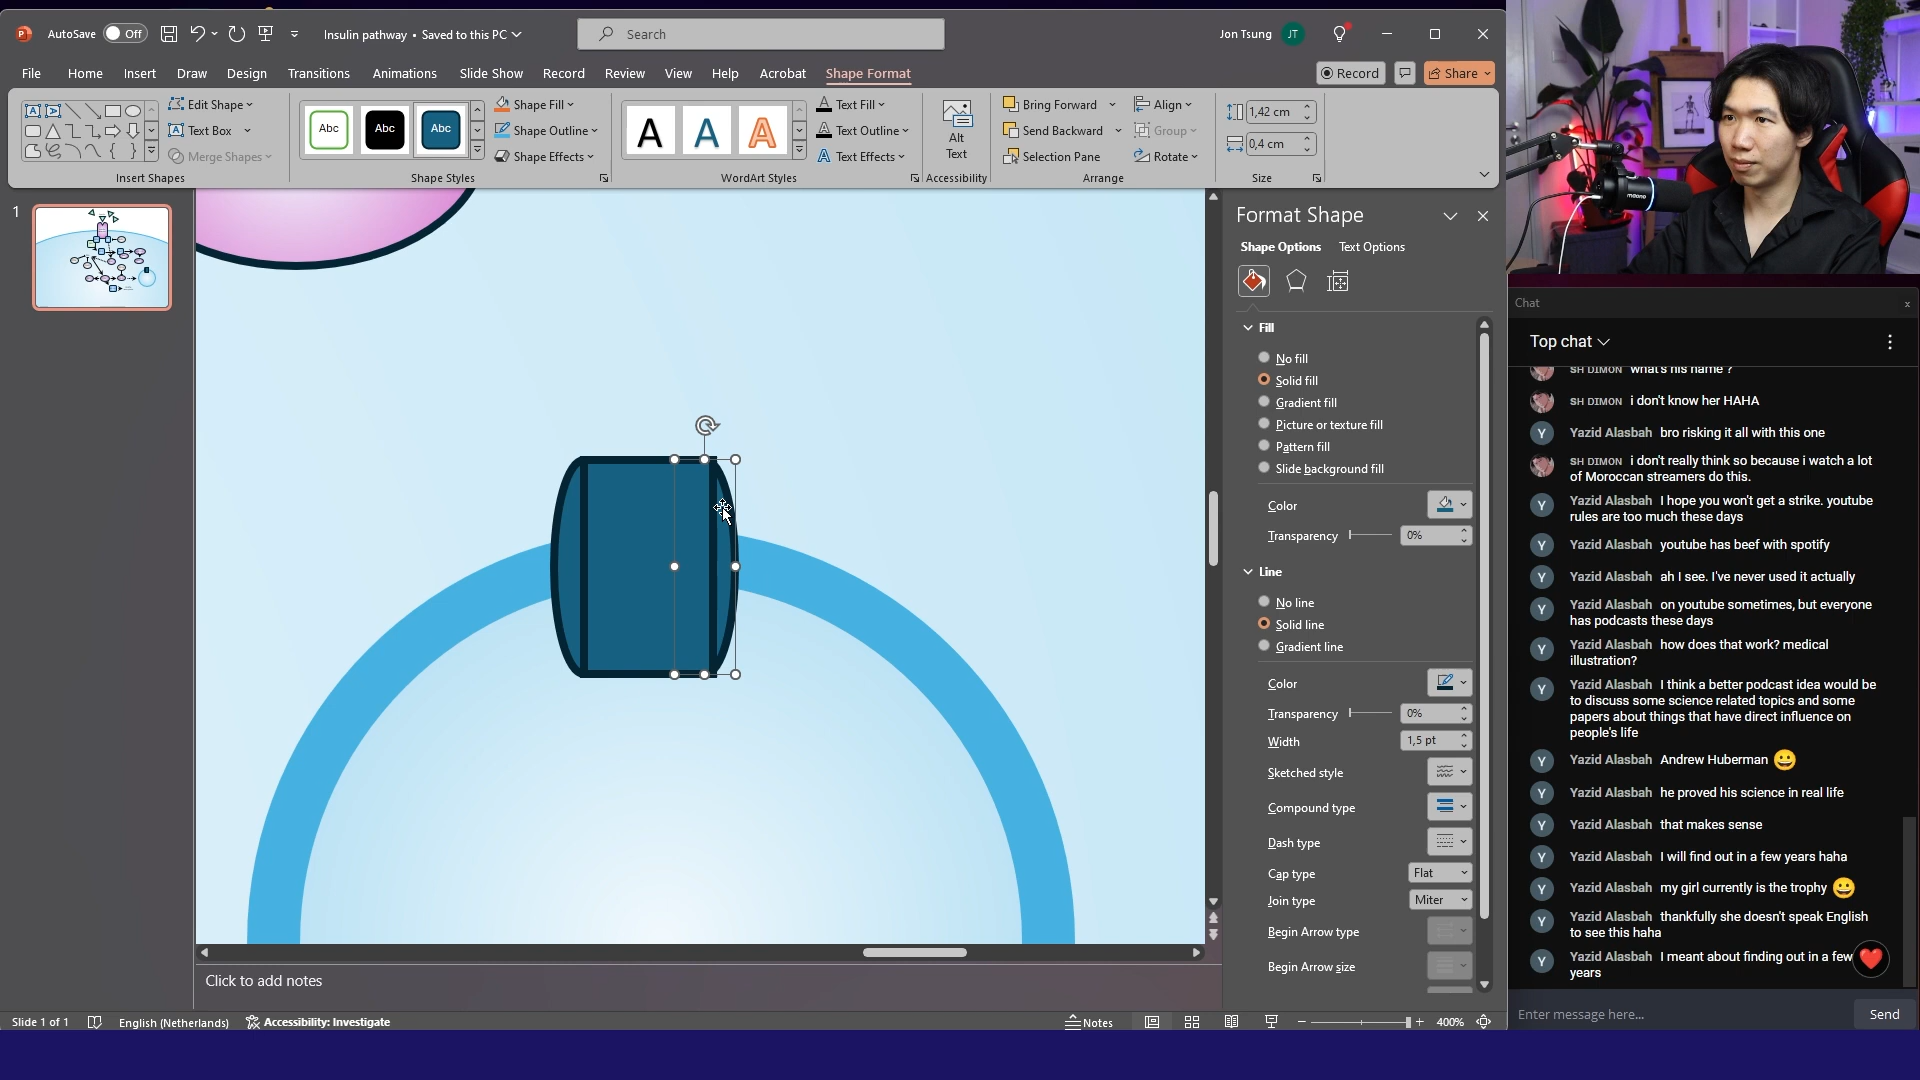 AutoSave Off
Insulin pathway • Saved to this PC
Search
Jon Tsung JT
File Home Insert Draw Design Transitions Animations Slide Show Record Review View Help Acrobat Shape Format
Record Share
Edit Shape
Text Box
Merge Shapes
Insert Shapes
Abc Abc Abc
Shape Fill
Shape Outline
Shape Effects
Shape Styles
A A A
Text Fill
Text Outline
Text Effects
WordArt Styles
Alt
Text
Accessibility
Bring Forward
Send Backward
Selection Pane
Align
Group
Rotate
Arrange
1,42 cm
0,4 cm
Size
1
Format Shape
Shape Options Text Options
Fill
No fill
Solid fill
Gradient fill
Picture or texture fill
Pattern fill
Slide background fill
Color
Transparency 0%
Line
No line
Solid line
Gradient line
Color
Transparency 0%
Width 1,5 pt
Sketched style
Compound type
Dash type
Cap type Flat
Join type Miter
Begin Arrow type
Begin Arrow size
Click to add notes
Slide 1 of 1 English (Netherlands) Accessibility: Investigate Notes 400%
Chat x
Top chat
SH DIMON what's his name ?
SH DIMON i don't know her HAHA
Yazid Alasbah bro risking it all with this one
SH DIMON i don't really think so because i watch a lot
of Moroccan streamers do this.
Yazid Alasbah I hope you won't get a strike. youtube
rules are too much these days
Yazid Alasbah youtube has beef with spotify
Yazid Alasbah ah I see. I've never used it actually
Yazid Alasbah on youtube sometimes, but everyone
has podcasts these days
Yazid Alasbah how does that work? medical
illustration?
Yazid Alasbah I think a better podcast idea would be
to discuss some science related topics and some
papers about things that have direct influence on
people's life
Yazid Alasbah Andrew Huberman 😀
Yazid Alasbah he proved his science in real life
Yazid Alasbah that makes sense
Yazid Alasbah I will find out in a few years haha
Yazid Alasbah my girl currently is the trophy 😀
Yazid Alasbah thankfully she doesn't speak English
to see this haha
Yazid Alasbah I meant about finding out in a few
years
Enter message here... Send